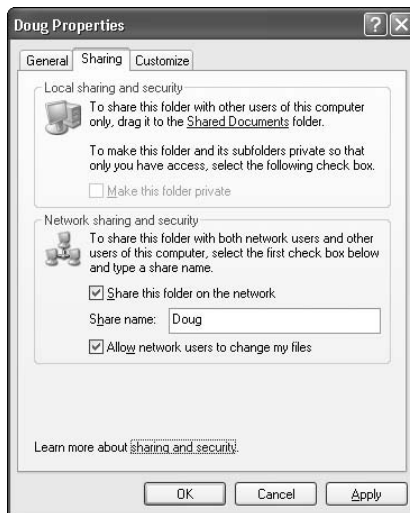 Doug Properties
General Sharing Customize
Local sharing and security
To share this folder with other users of this computer
only, drag it to the Shared Documents folder.
To make this folder and its subfolders private so that
only you have access, select the following check box.
Make this folder private
Network sharing and security
To share this folder with both network users and other
users of this computer, select the first check box below
and type a share name.
Share this folder on the network
Share name: Doug
Allow network users to change my files
Learn more about sharing and security.
OK Cancel Apply